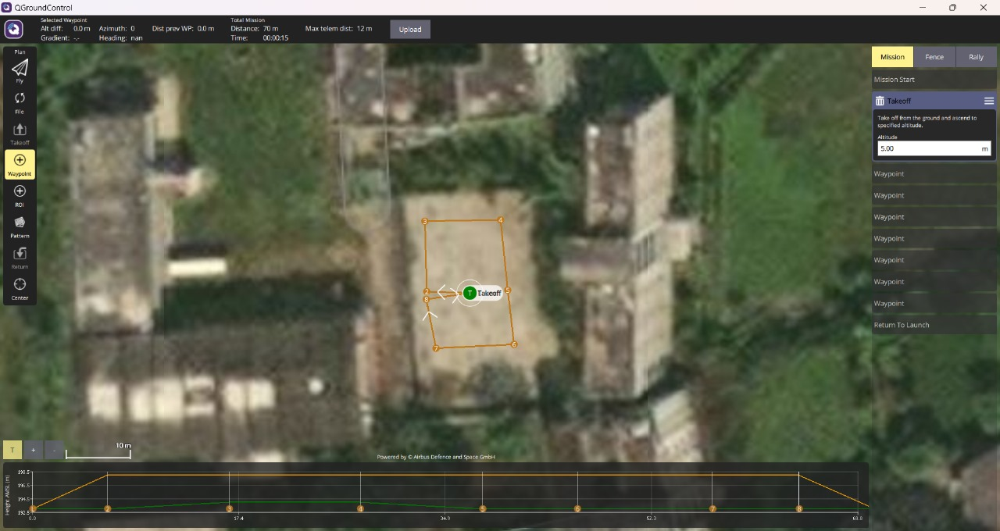 QGroundControl
Selected Waypoint
Alt diff: 0.0 m Azimuth: 0 Dist prev WP: 0.0 m
Gradient: -.- Heading: nan
Total Mission
Distance: 70 m Max telem dist: 12 m
Time: 00:00:15
Upload
Plan
Fly
File
Takeoff
Waypoint
ROI
Pattern
Return
Center
Mission Fence Rally
Mission Start
Takeoff
Take off from the ground and ascend to
specified altitude.
Altitude
5.00 m
Waypoint
Waypoint
Waypoint
Waypoint
Waypoint
Waypoint
Waypoint
Return To Launch
3 4
2 T Takeoff 5
8
7 6
T + - 10 m
Powered by © Airbus Defence and Space GmbH
Height AMSL (m)
198.5
196.5
194.5
192.5
L 2 3 4 5 6 7 8
0.0 17.4 34.9 52.3 69.8